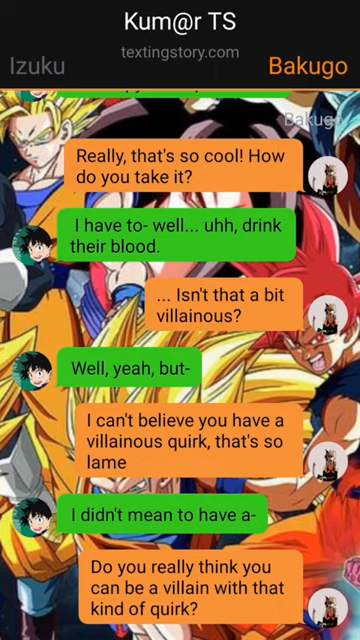 Kum@r TS
textingstory.com
Izuku
Bakugo
Bakugo
Really, that's so cool! How
do you take it?
I have to- well... uhh, drink
their blood.
... Isn't that a bit
villainous?
Well, yeah, but-
I can't believe you have a
villainous quirk, that's so
lame
I didn't mean to have a-
Do you really think you
can be a villain with that
kind of quirk?